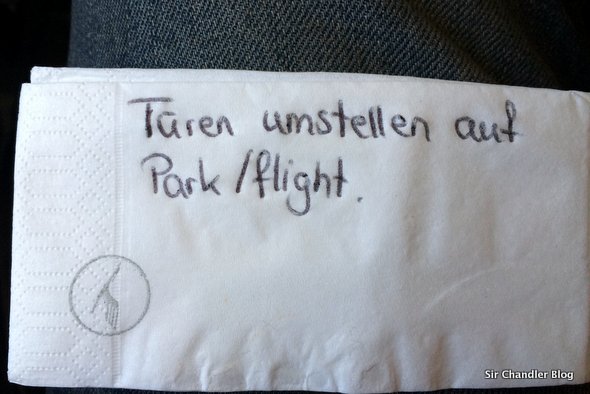 Türen umstellen auf
Park/flight.
Sir Chandler Blog